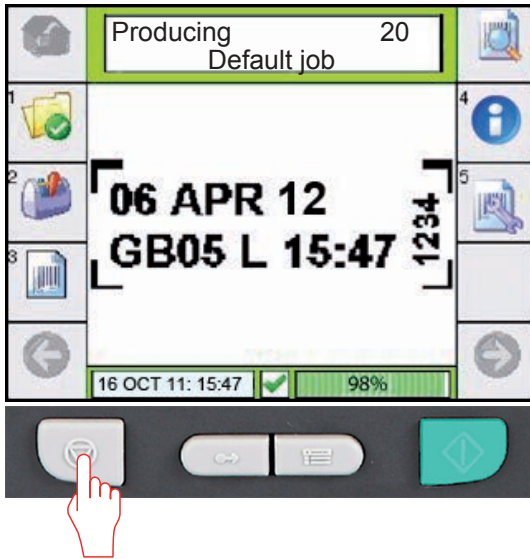 Producing 20
Default job
1
4
2
5
3
06 APR 12
GB05 L 15:47
1234
16 OCT 11: 15:47 98%